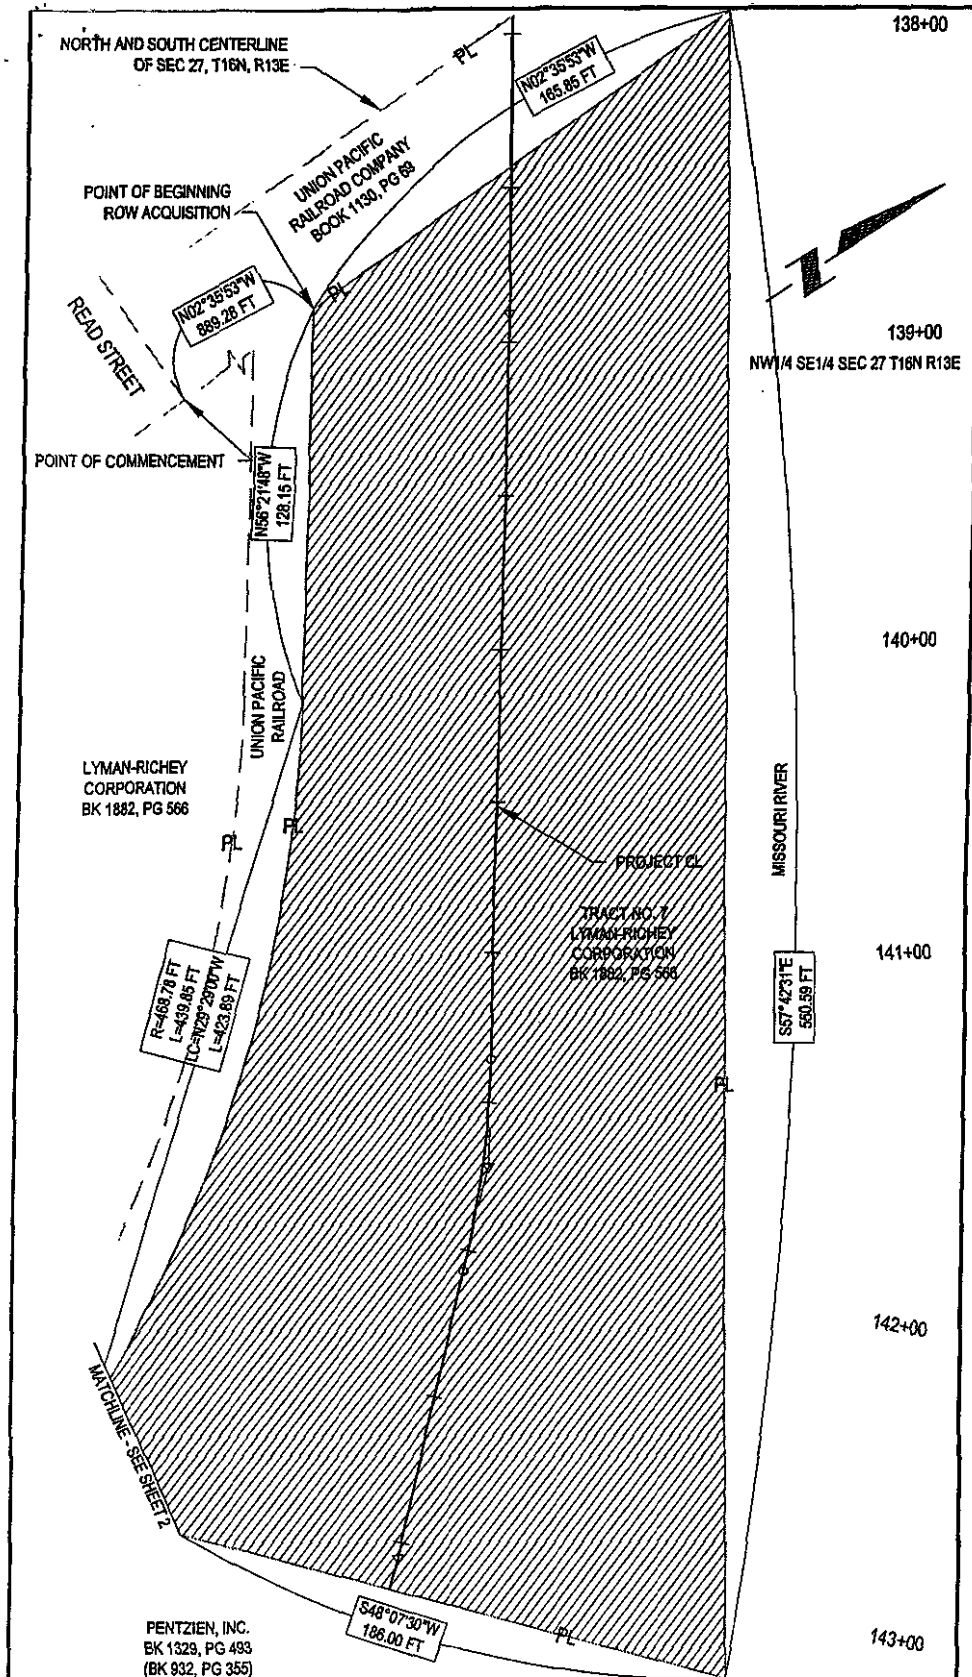 138+00
NORTH AND SOUTH CENTERLINE
OF SEC 27, T16N, R13E
PL
N02°35'53"W
165.85 FT
UNION PACIFIC
RAILROAD COMPANY
BOOK 1130, PG 69
POINT OF BEGINNING
ROW ACQUISITION
PL
N02°35'53"W
889.28 FT
READ STREET
139+00
NW1/4 SE1/4 SEC 27 T16N R13E
POINT OF COMMENCEMENT
N56°21'48"W
128.15 FT
140+00
UNION PACIFIC
RAILROAD
LYMAN-RICHEY
CORPORATION
BK 1882, PG 566
PL
PL
MISSOURI RIVER
PROJECT CL
TRACT NO. 7
LYMAN-RICHEY
CORPORATION
BK 1882, PG 566
141+00
R=468.78 FT
L=439.85 FT
LC=N29°29'00"W
L=423.89 FT
S57°42'31"E
560.59 FT
PL
142+00
MATCHLINE - SEE SHEET 2
S48°07'30"W
186.00 FT
PL
143+00
PENTZIEN, INC.
BK 1329, PG 493
(BK 932, PG 355)